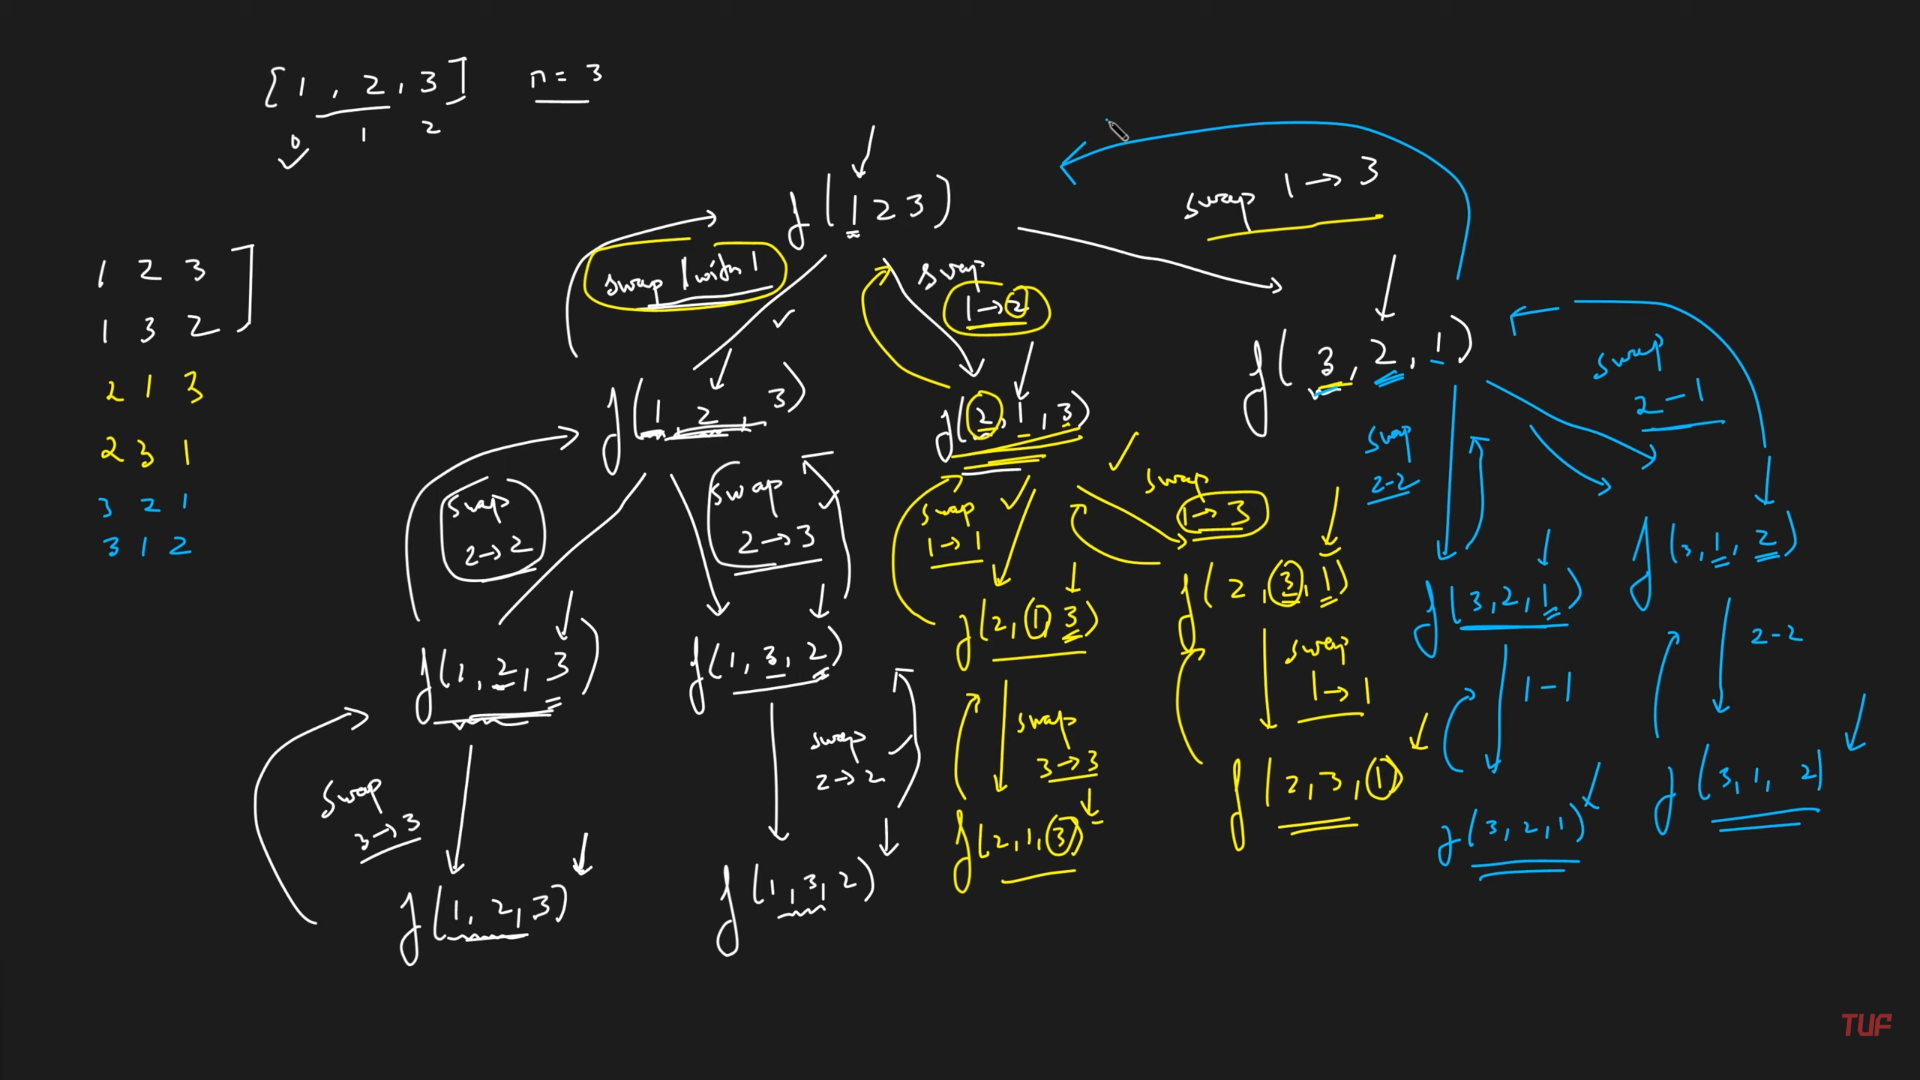 [1, 2, 3] n = 3
0 1 2
f(1 2 3)
swap 1 → 3
swap 1 with 1
swap
1 → 2
1 2 3
1 3 2
2 1 3
2 3 1
3 2 1
3 1 2
f(1, 2, 3)
f(2, 1, 3)
f(3, 2, 1)
swap
2 → 2
swap
2 → 3
swap
1 → 1
swap
1 → 3
swap
2-2
swap
2-1
f(1, 2, 3)
f(1, 3, 2)
f(2, 1, 3)
f(2, 3, 1)
f(3, 2, 1)
f(3, 1, 2)
swap
3 → 3
swap
2 → 2
swap
3 → 3
swap
1 → 1
1-1
2-2
f(1, 2, 3)
f(1, 3, 2)
f(2, 1, 3)
f(2, 3, 1)
f(3, 2, 1)
f(3, 1, 2)
TUF